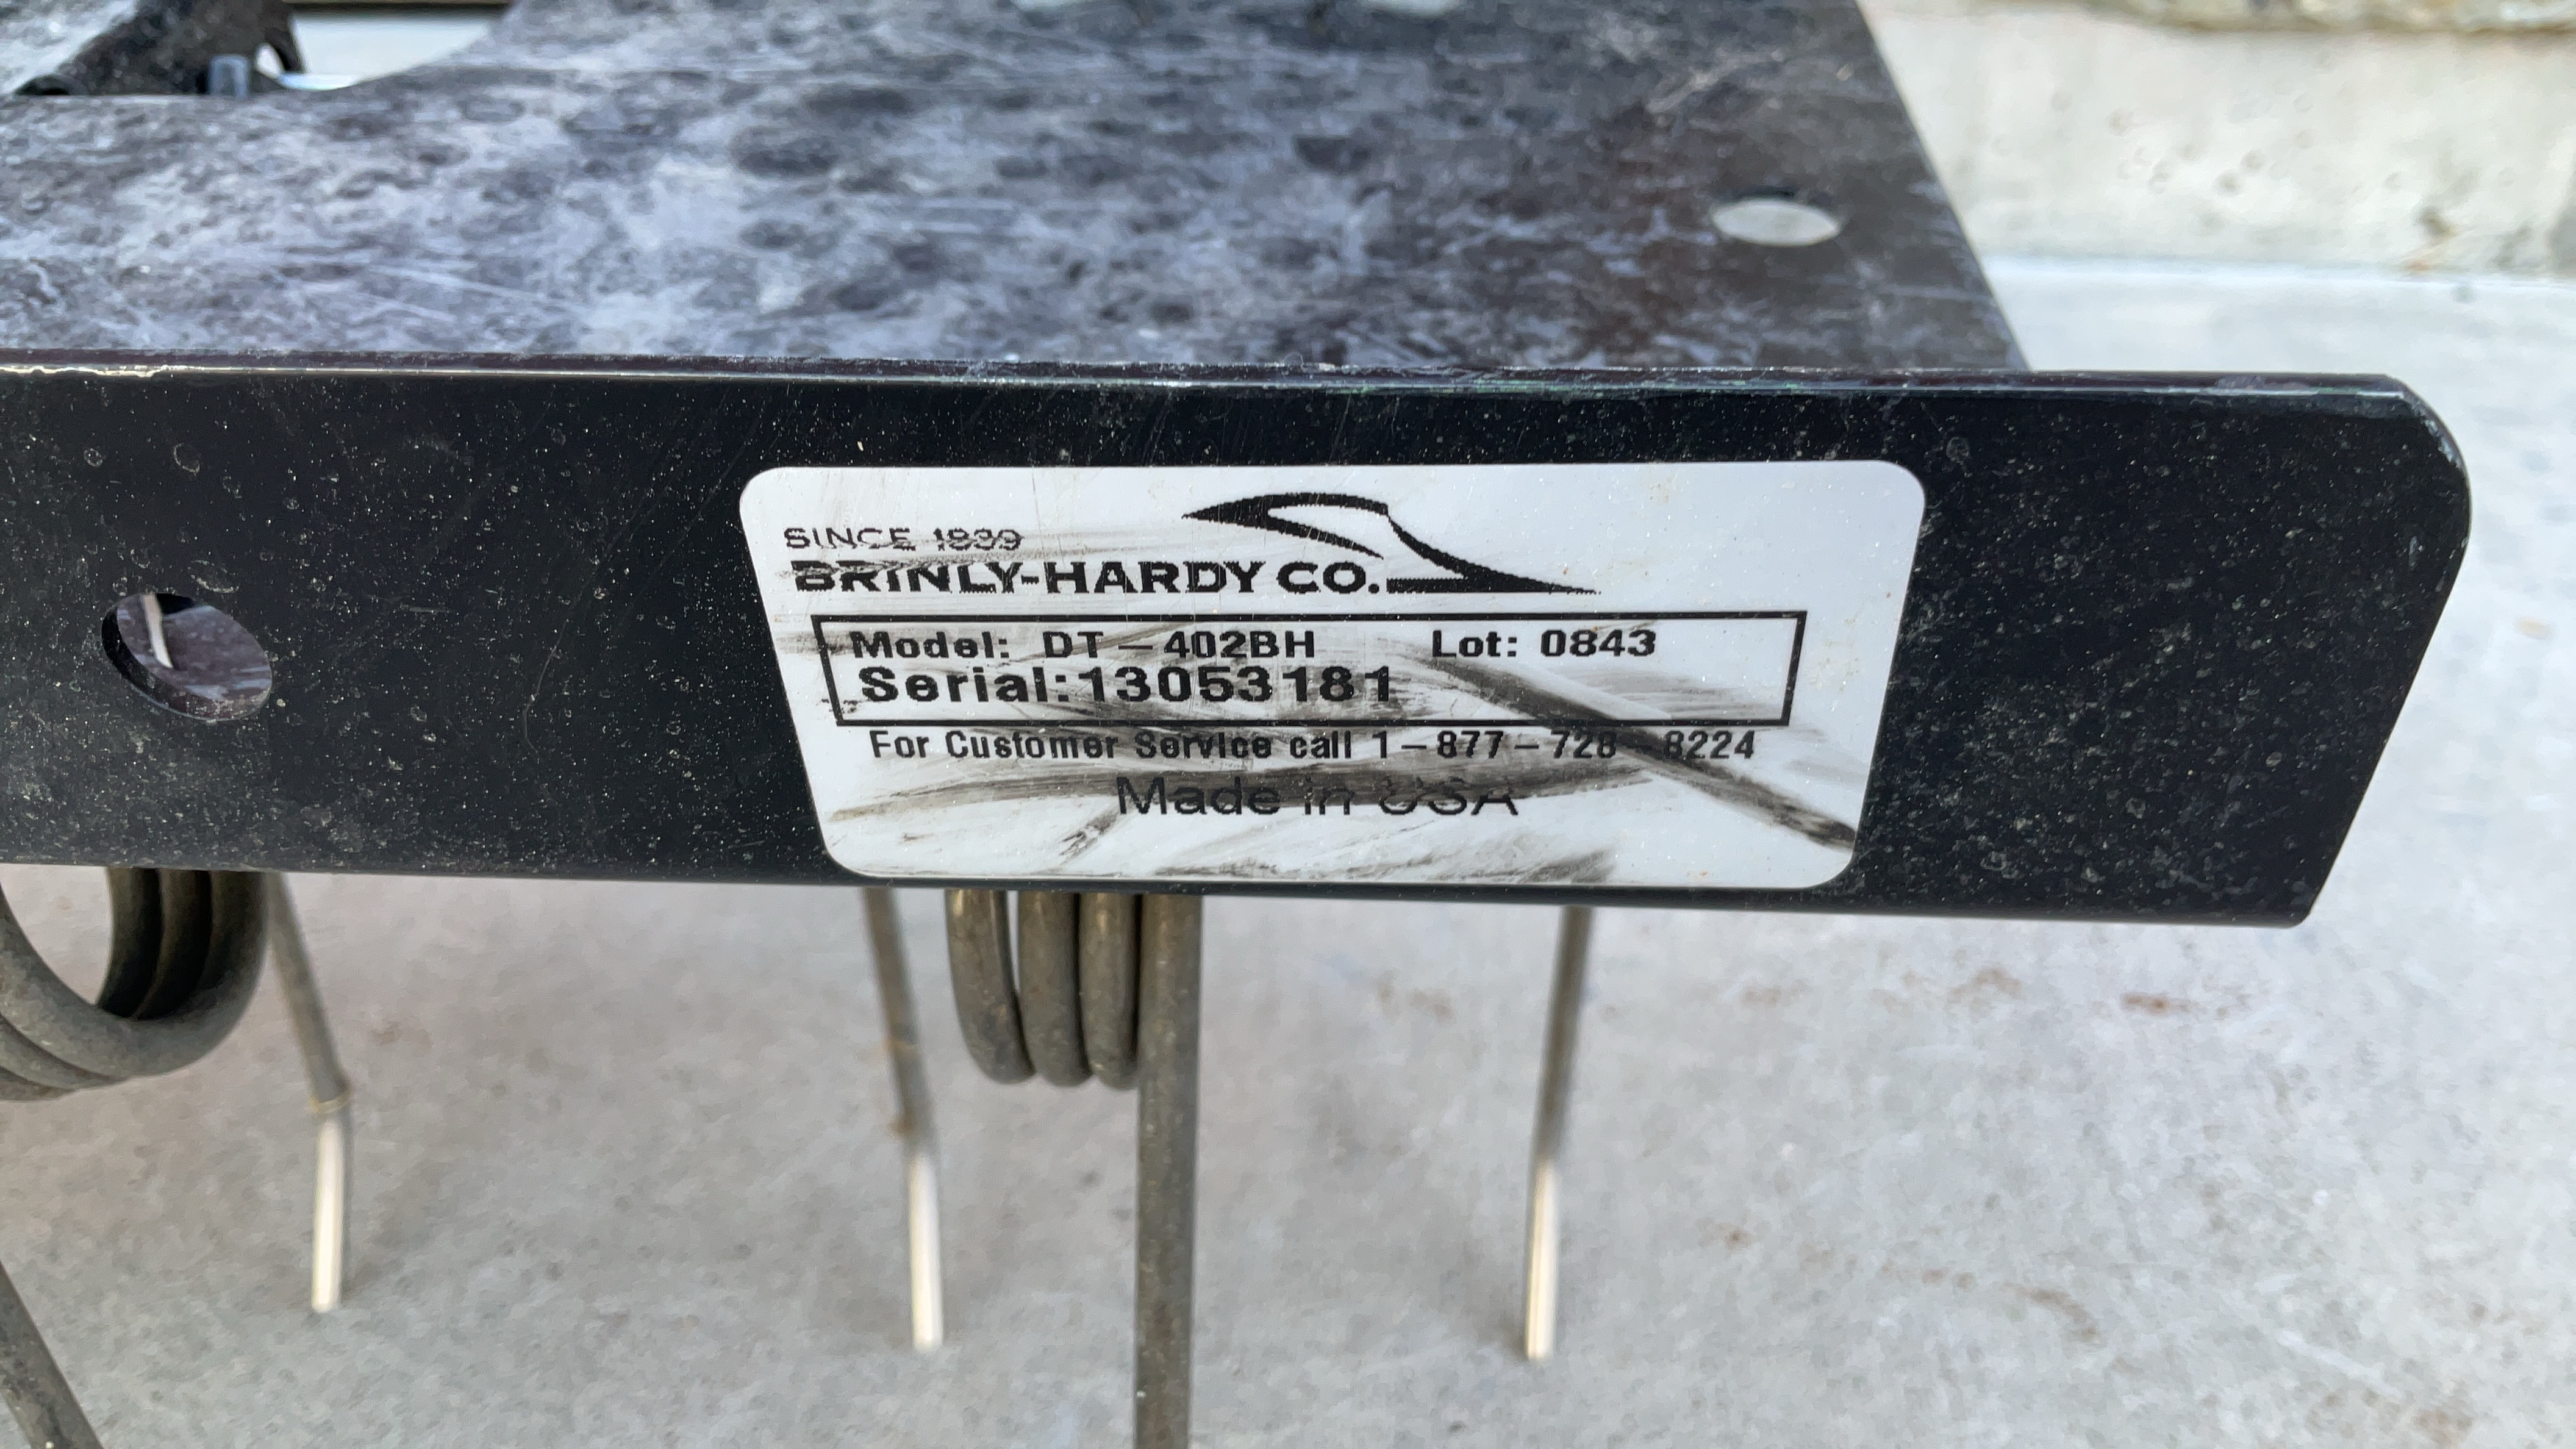 SINCE 1839
BRINLY-HARDY CO.
Model: DT-402BH Lot: 0843
Serial:13053181
For Customer Service call 1-877-728-8224
Made in USA